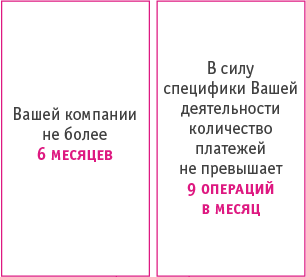 Вашей компании
не более
6 МЕСЯЦЕВ
В силу
специфики Вашей
деятельности
количество
платежей
не превышает
9 ОПЕРАЦИЙ
В МЕСЯЦ